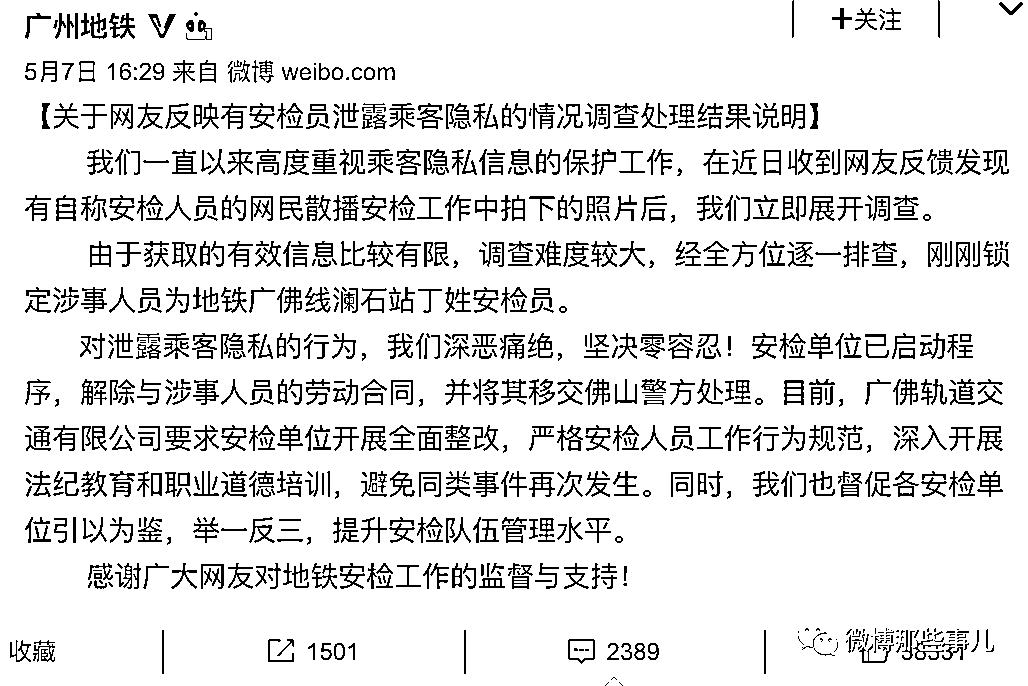 广州地铁
+关注
5月7日 16:29 来自 微博 weibo.com
【关于网友反映有安检员泄露乘客隐私的情况调查处理结果说明】
我们一直以来高度重视乘客隐私信息的保护工作，在近日收到网友反馈发现
有自称安检人员的网民散播安检工作中拍下的照片后，我们立即展开调查。
由于获取的有效信息比较有限，调查难度较大，经全方位逐一排查，刚刚锁
定涉事人员为地铁广佛线澜石站丁姓安检员。
对泄露乘客隐私的行为，我们深恶痛绝，坚决零容忍！安检单位已启动程
序，解除与涉事人员的劳动合同，并将其移交佛山警方处理。目前，广佛轨道交
通有限公司要求安检单位开展全面整改，严格安检人员工作行为规范，深入开展
法纪教育和职业道德培训，避免同类事件再次发生。同时，我们也督促各安检单
位引以为鉴，举一反三，提升安检队伍管理水平。
感谢广大网友对地铁安检工作的监督与支持！
收藏
1501
2389
微博那些事儿